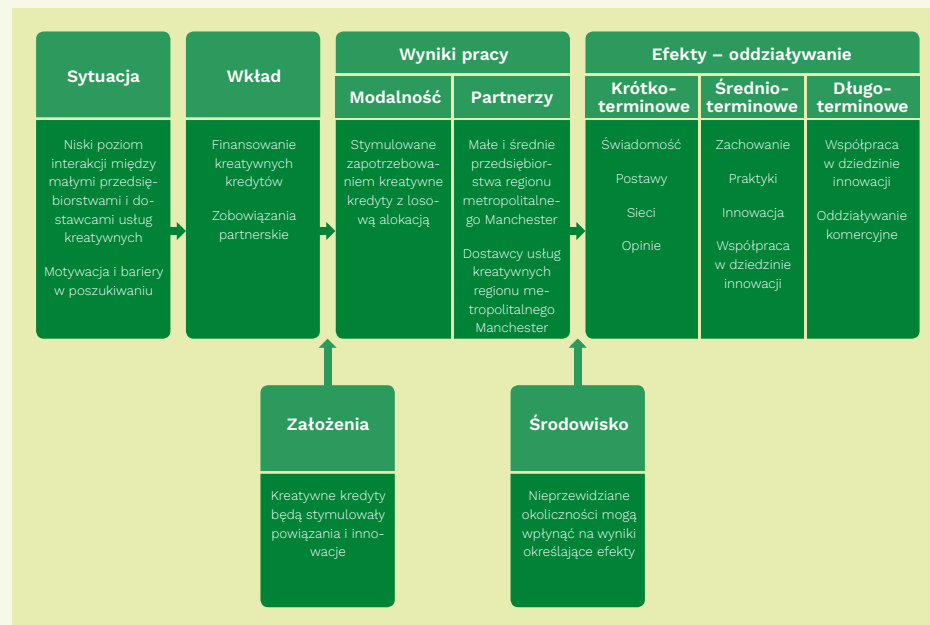 Sytuacja
Niski poziom
interakcji między
małymi przedsię-
biorstwami i do-
stawcami usług
kreatywnych
Motywacja i bariery
w poszukiwaniu
Wkład
Finansowanie
kreatywnych
kredytów
Zobowiązania
partnerskie
Wyniki pracy
Modalność
Stymulowane
zapotrzebowa-
niem kreatywne
kredyty z loso-
wą alokacją
Partnerzy
Małe i średnie
przedsiębior-
stwa regionu
metropolitalne-
go Manchester
Dostawcy usług
kreatywnych
regionu me-
tropolitalnego
Manchester
Efekty – oddziaływanie
Krótko-
terminowe
Świadomość
Postawy
Sieci
Opinie
Średnio-
terminowe
Zachowanie
Praktyki
Innowacja
Współpraca
w dziedzinie
innowacji
Długo-
terminowe
Współpraca
w dziedzinie
innowacji
Oddziaływanie
komercyjne
Założenia
Kreatywne kredyty
będą stymulowały
powiązania i inno-
wacje
Środowisko
Nieprzewidziane
okoliczności mogą
wpłynąć na wyniki
określające efekty